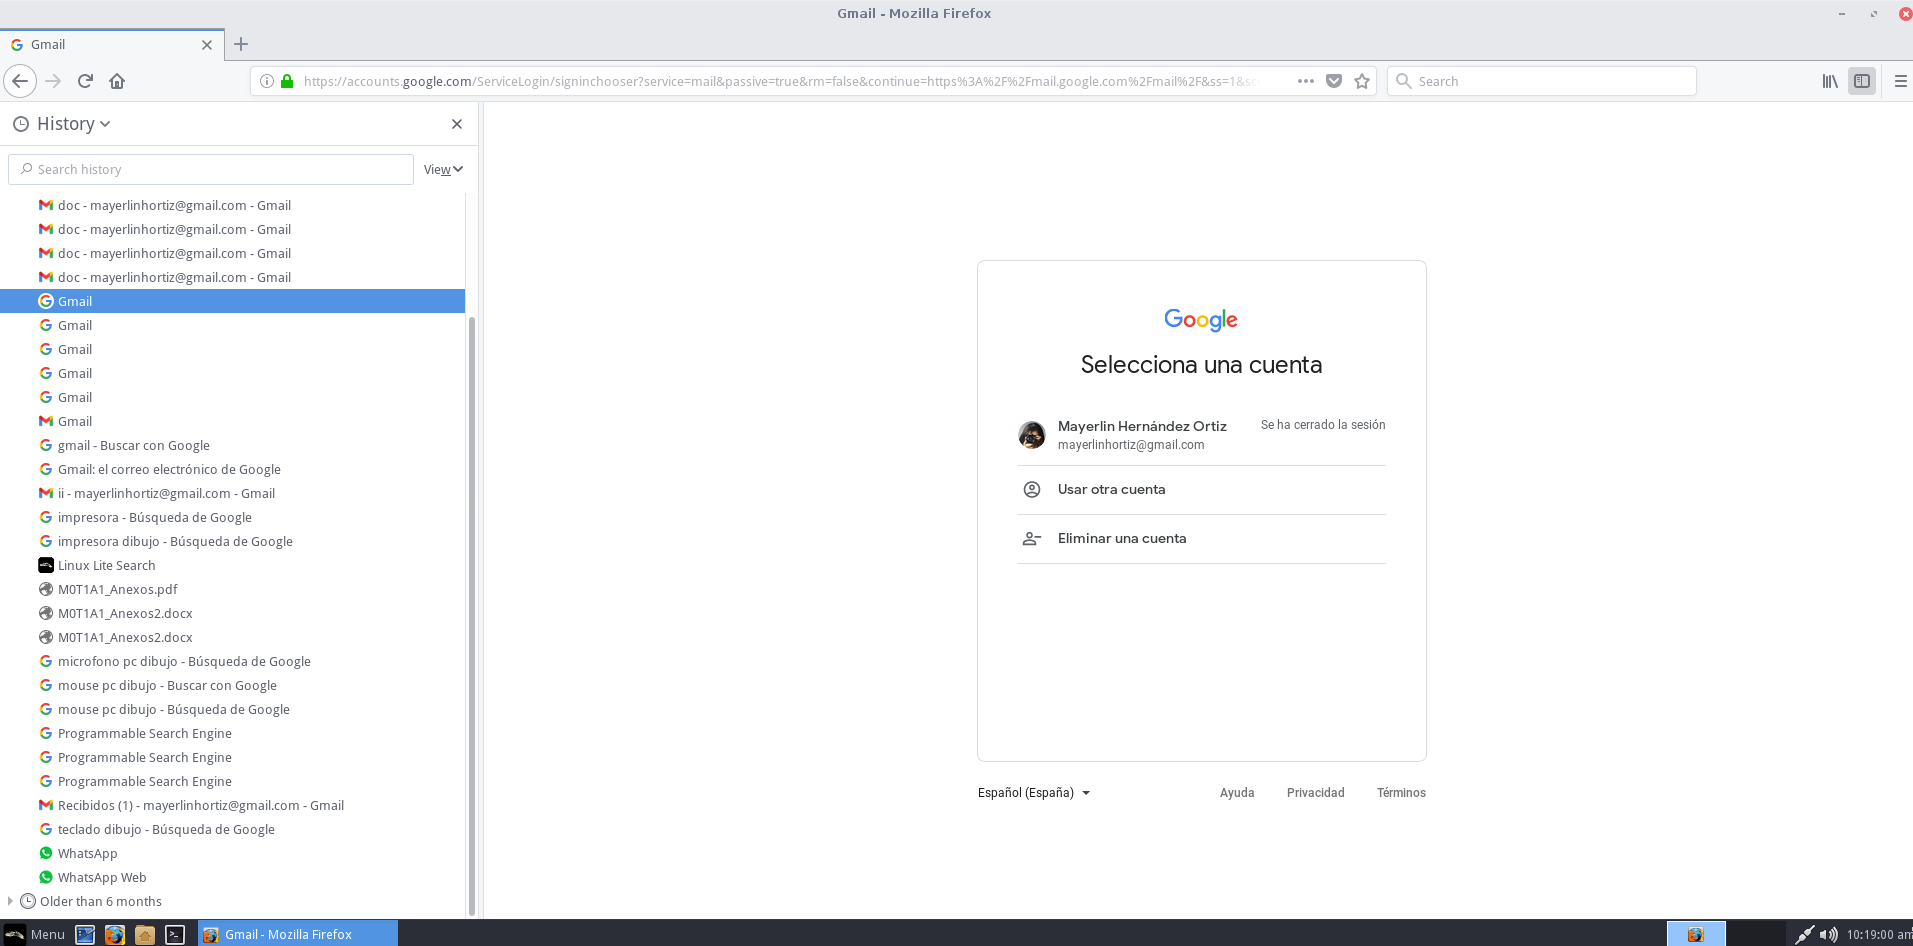 Gmail - Mozilla Firefox
Gmail
https://accounts.google.com/ServiceLogin/signinchooser?service=mail&passive=true&rm=false&continue=https%3A%2F%2Fmail.google.com%2Fmail%2F&ss=1&sc
Search
History
Search history
View
doc - mayerlinhortiz@gmail.com - Gmail
doc - mayerlinhortiz@gmail.com - Gmail
doc - mayerlinhortiz@gmail.com - Gmail
doc - mayerlinhortiz@gmail.com - Gmail
Gmail
Gmail
Gmail
Gmail
Gmail
Gmail
gmail - Buscar con Google
Gmail: el correo electrónico de Google
ii - mayerlinhortiz@gmail.com - Gmail
impresora - Búsqueda de Google
impresora dibujo - Búsqueda de Google
Linux Lite Search
M0T1A1_Anexos.pdf
M0T1A1_Anexos2.docx
M0T1A1_Anexos2.docx
microfono pc dibujo - Búsqueda de Google
mouse pc dibujo - Buscar con Google
mouse pc dibujo - Búsqueda de Google
Programmable Search Engine
Programmable Search Engine
Programmable Search Engine
Recibidos (1) - mayerlinhortiz@gmail.com - Gmail
teclado dibujo - Búsqueda de Google
WhatsApp
WhatsApp Web
Older than 6 months
Google
Selecciona una cuenta
Mayerlin Hernández Ortiz
Se ha cerrado la sesión
mayerlinhortiz@gmail.com
Usar otra cuenta
Eliminar una cuenta
Español (España)
Ayuda
Privacidad
Términos
Menu
Gmail - Mozilla Firefox
10:19:00 am